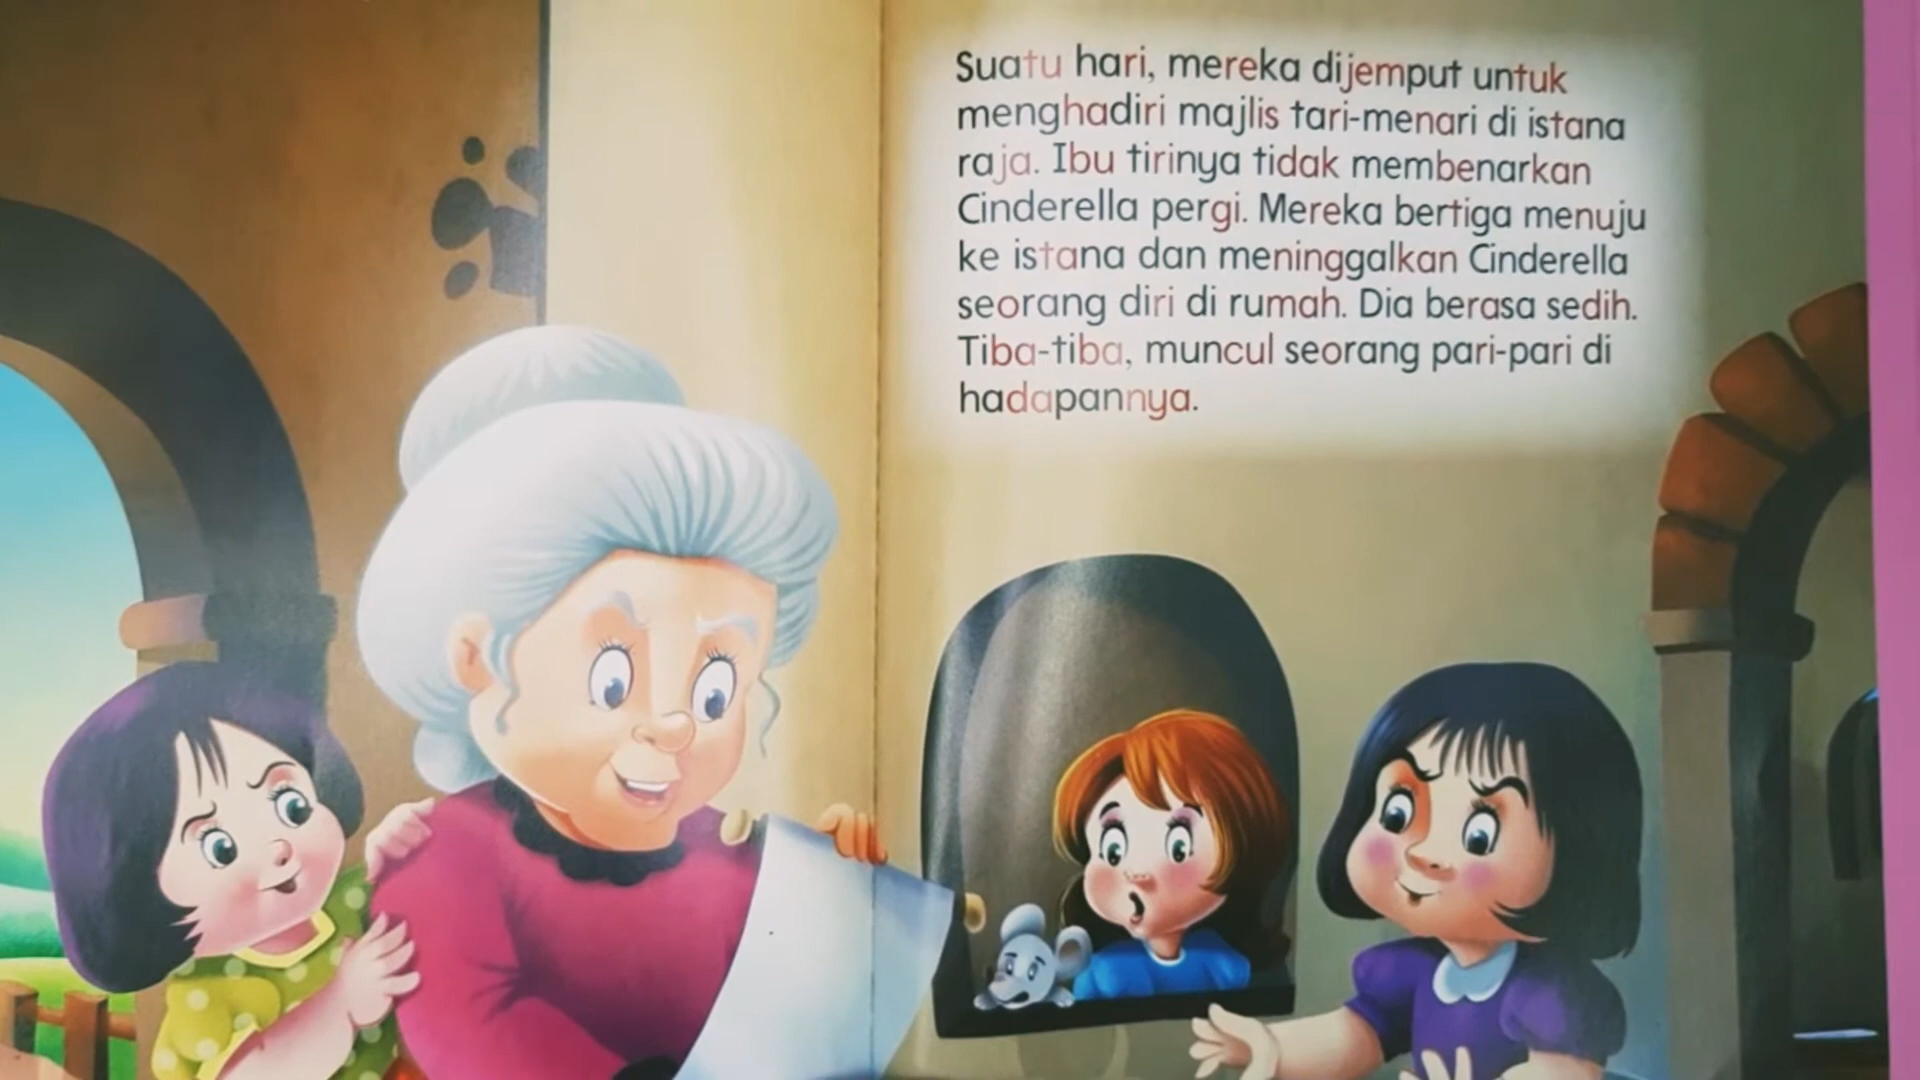 Suatu hari, mereka dijemput untuk
menghadiri majlis tari-menari di istana
raja. Ibu tirinya tidak membenarkan
Cinderella pergi. Mereka bertiga menuju
ke istana dan meninggalkan Cinderella
seorang diri di rumah. Dia berasa sedih.
Tiba-tiba, muncul seorang pari-pari di
hadapannya.